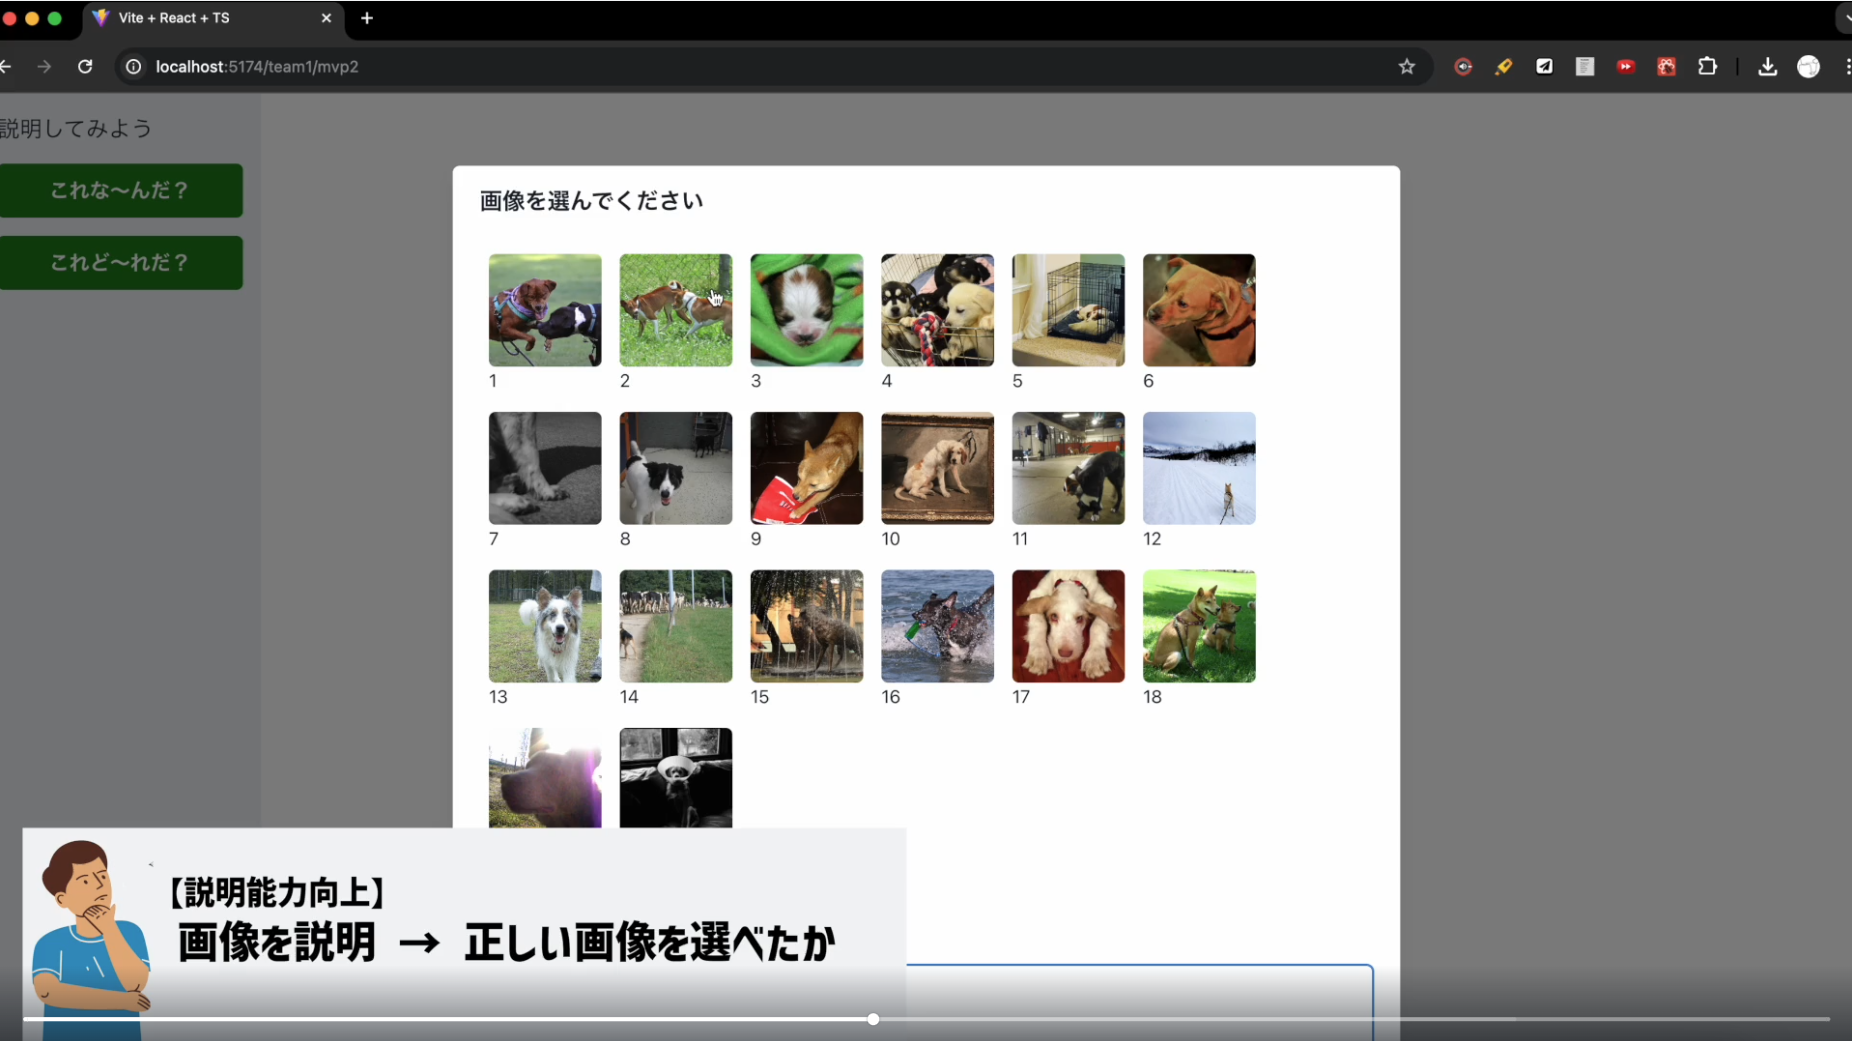 Vite + React + TS
localhost:5174/team1/mvp2
説明してみよう
これな〜んだ？
これど〜れだ？
画像を選んでください
1 2 3 4 5 6
7 8 9 10 11 12
13 14 15 16 17 18
【説明能力向上】
画像を説明 → 正しい画像を選べたか